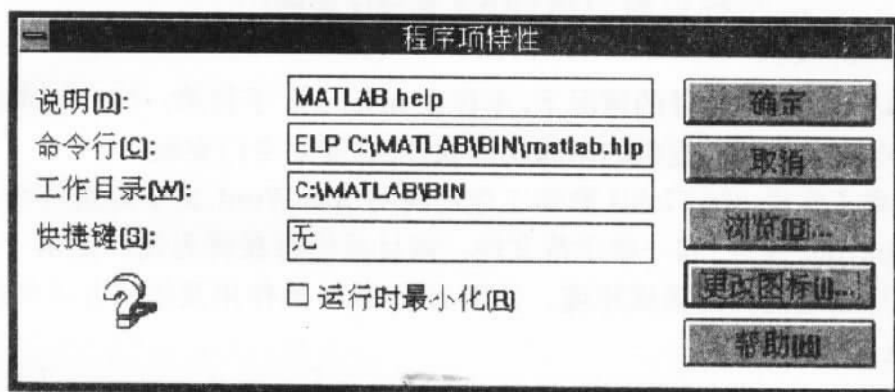 程序项特性
说明(D): MATLAB help 确定
命令行(C): ELP C:\MATLAB\BIN\matlab.hlp 取消
工作目录(W): C:\MATLAB\BIN 浏览(B)...
快捷键(S): 无 更改图标(I)...
□ 运行时最小化(R) 帮助(H)